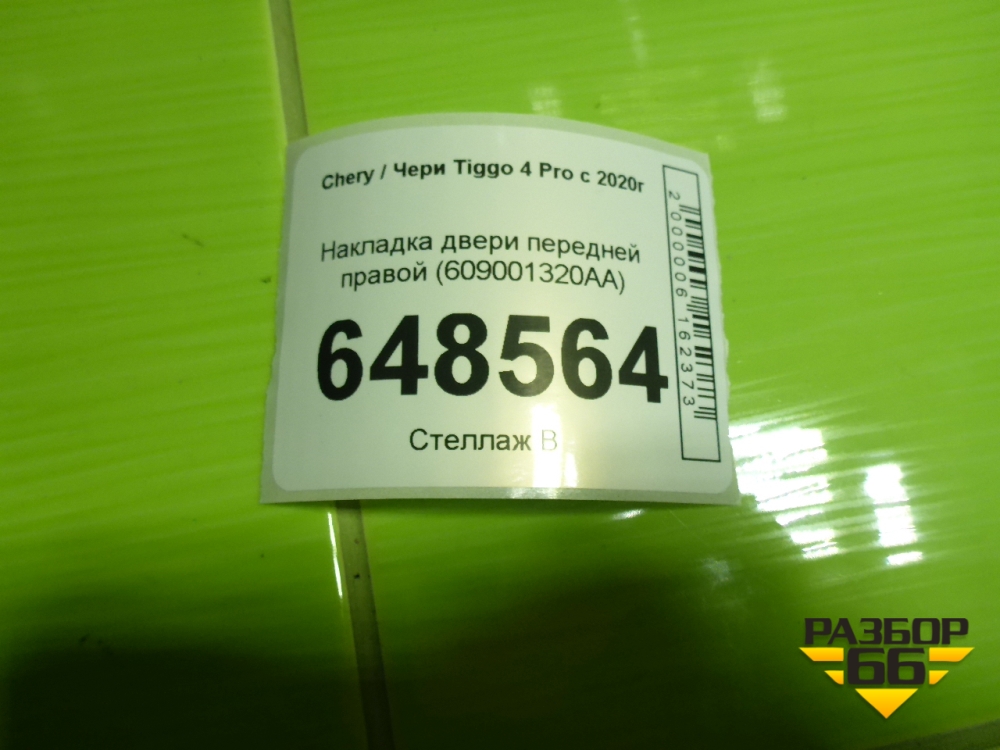 Chery / Чери Tiggo 4 Pro с 2020г
Накладка двери передней
правой (609001320AA)
648564
Стеллаж В
2000006162373
РАЗБОР
66